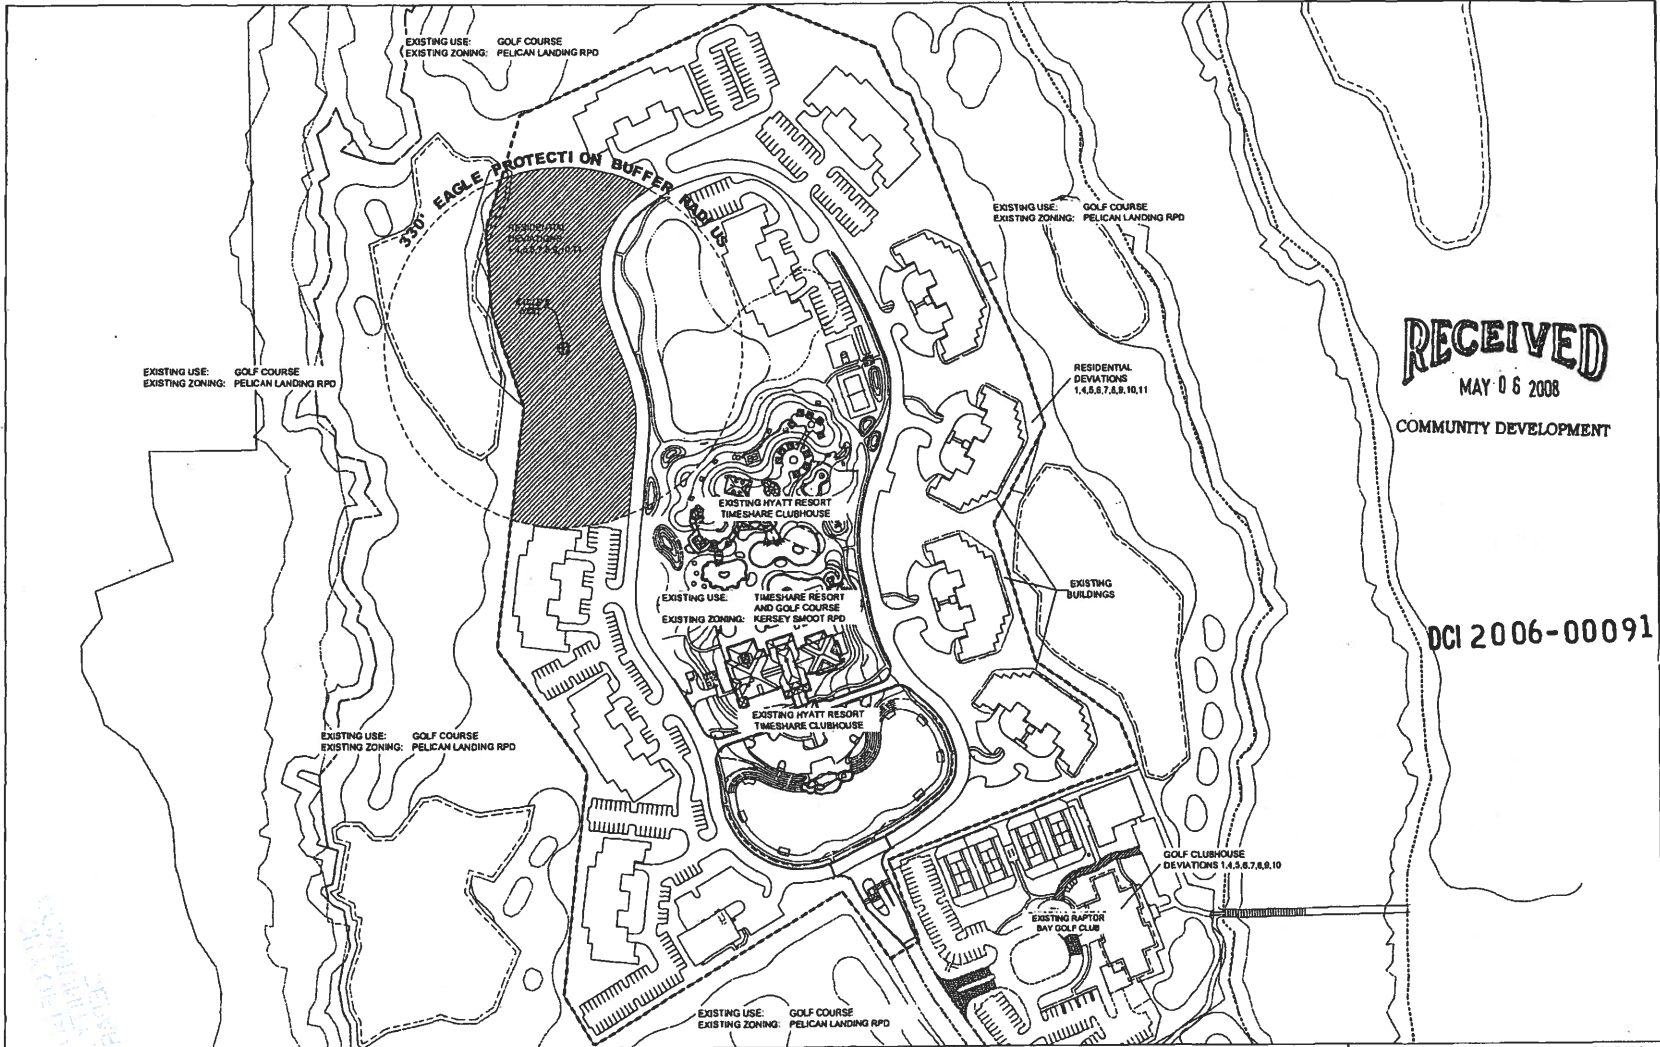 EXISTING USE: GOLF COURSE
EXISTING ZONING: PELICAN LANDING RPD
330' EAGLE PROTECTION BUFFER RADIUS
RESIDENTIAL
DEVIATIONS
EXISTING USE: GOLF COURSE
EXISTING ZONING: PELICAN LANDING RPD
RECEIVED
MAY 06 2008
COMMUNITY DEVELOPMENT
EXISTING USE: GOLF COURSE
EXISTING ZONING: PELICAN LANDING RPD
RESIDENTIAL
DEVIATIONS
1,4,5,6,7,8,9,10,11
EXISTING HYATT RESORT
TIMESHARE CLUBHOUSE
EXISTING
BUILDINGS
EXISTING USE: TIMESHARE RESORT
AND GOLF COURSE
EXISTING ZONING: KERSEY SMOOT RPD
DCI 2006-00091
EXISTING HYATT RESORT
TIMESHARE CLUBHOUSE
EXISTING USE: GOLF COURSE
EXISTING ZONING: PELICAN LANDING RPD
GOLF CLUBHOUSE
DEVIATIONS 1,4,5,6,7,8,9,10
EXISTING RAPTOR
BAY GOLF CLUB
EXISTING USE: GOLF COURSE
EXISTING ZONING: PELICAN LANDING RPD